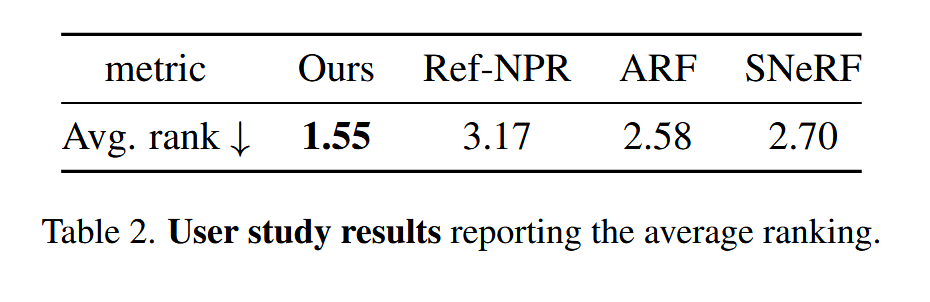 metric Ours Ref-NPR ARF SNeRF
Avg. rank ↓ 1.55 3.17 2.58 2.70
Table 2. User study results reporting the average ranking.